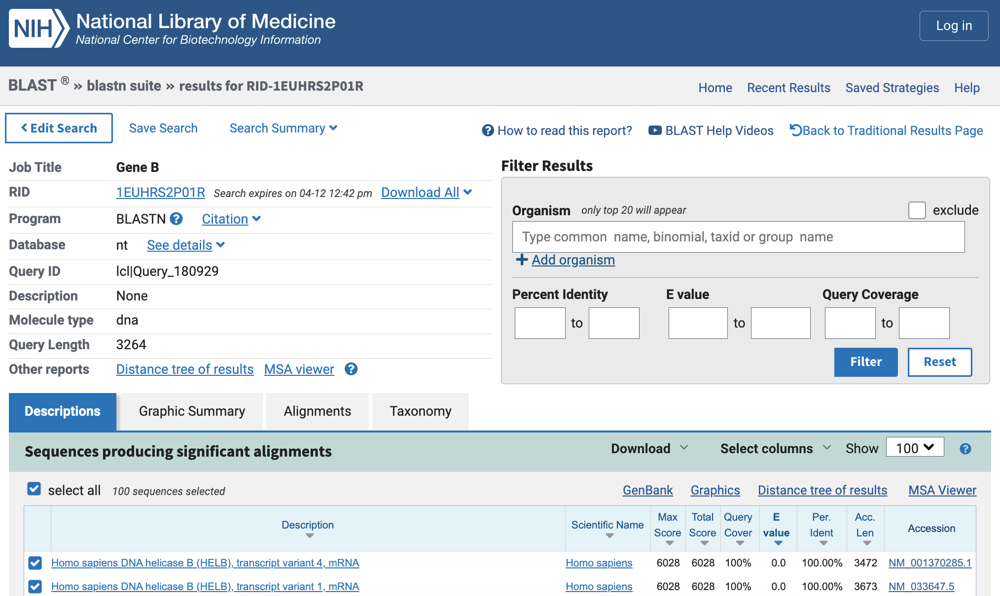 NIH National Library of Medicine
National Center for Biotechnology Information
Log in
BLAST ® » blastn suite » results for RID-1EUHRS2P01R
Home Recent Results Saved Strategies Help
Edit Search Save Search Search Summary
How to read this report? BLAST Help Videos Back to Traditional Results Page
Job Title Gene B
RID 1EUHRS2P01R Search expires on 04-12 12:42 pm Download All
Program BLASTN Citation
Database nt See details
Query ID lcl|Query_180929
Description None
Molecule type dna
Query Length 3264
Other reports Distance tree of results MSA viewer
Filter Results
Organism only top 20 will appear exclude
Type common name, binomial, taxid or group name
Add organism
Percent Identity E value Query Coverage
to to to
Filter Reset
Descriptions Graphic Summary Alignments Taxonomy
Sequences producing significant alignments Download Select columns Show 100
select all 100 sequences selected GenBank Graphics Distance tree of results MSA Viewer
Description Scientific Name Max Score Total Score Query Cover E value Per. Ident Acc. Len Accession
Homo sapiens DNA helicase B (HELB), transcript variant 4, mRNA Homo sapiens 6028 6028 100% 0.0 100.00% 3472 NM_001370285.1
Homo sapiens DNA helicase B (HELB), transcript variant 1, mRNA Homo sapiens 6028 6028 100% 0.0 100.00% 3673 NM_033647.5